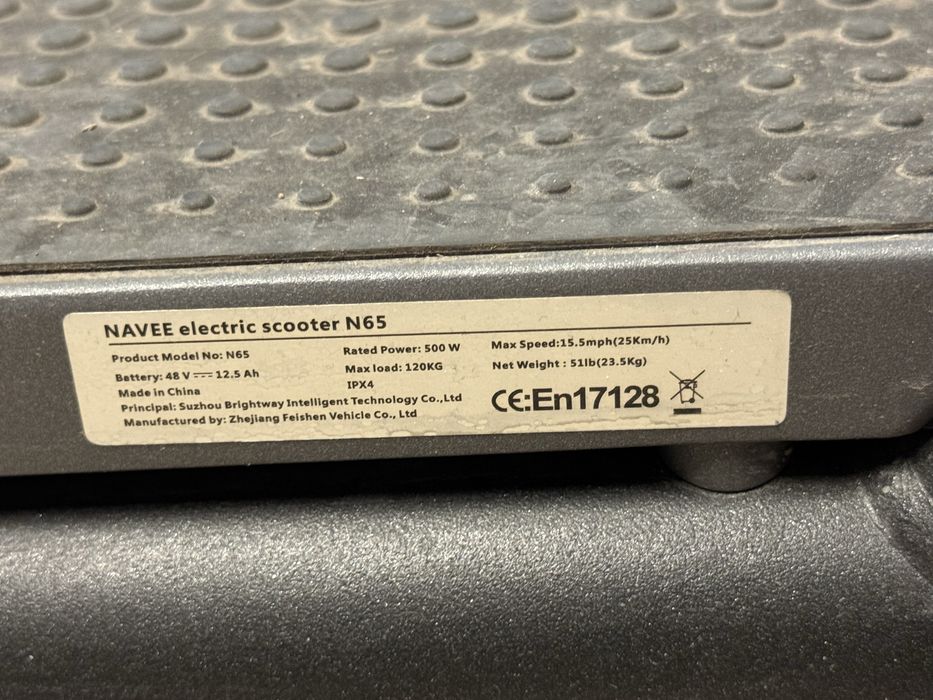 NAVEE electric scooter N65
Product Model No: N65
Battery: 48 V ⎓ 12.5 Ah
Made in China
Principal: Suzhou Brightway Intelligent Technology Co.,Ltd
Manufactured by: Zhejiang Feishen Vehicle Co., Ltd
Rated Power: 500 W
Max load: 120KG
IPX4
Max Speed:15.5mph(25Km/h)
Net Weight : 51lb(23.5Kg)
CE:En17128